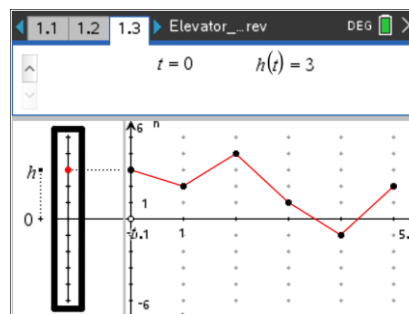 1.1 1.2 1.3 Elevator_...rev DEG
t = 0 h(t) = 3
6 h
h
1
0
-0.1 1 5.
-6